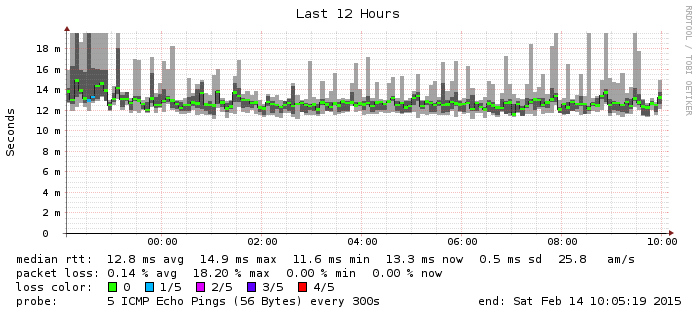 Last 12 Hours
RRDTOOL / TOBI OETIKER
Seconds
18 m
16 m
14 m
12 m
10 m
8 m
6 m
4 m
2 m
0
00:00 02:00 04:00 06:00 08:00 10:00
median rtt: 12.8 ms avg 14.9 ms max 11.6 ms min 13.3 ms now 0.5 ms sd 25.8 am/s
packet loss: 0.14 % avg 18.20 % max 0.00 % min 0.00 % now
loss color: 0 1/5 2/5 3/5 4/5
probe: 5 ICMP Echo Pings (56 Bytes) every 300s end: Sat Feb 14 10:05:19 2015